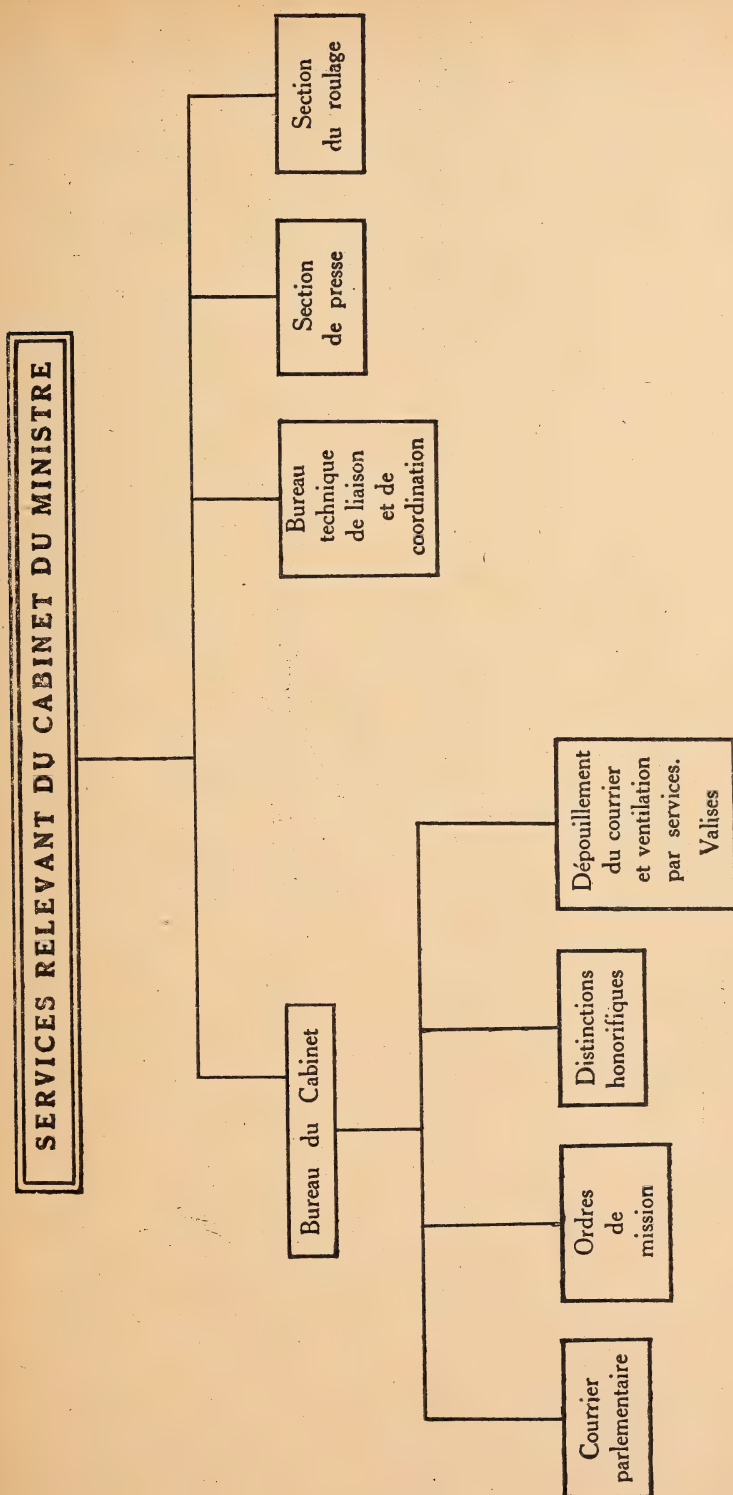 SERVICES RELEVANT DU CABINET DU MINISTRE
Bureau du Cabinet
Bureau
technique
de liaison
et de
coordination
Section
de presse
Section
du roulage
Courrier
parlementaire
Ordres
de
mission
Distinctions
honorifiques
Dépouillement
du courrier
et ventilation
par services.
Valises